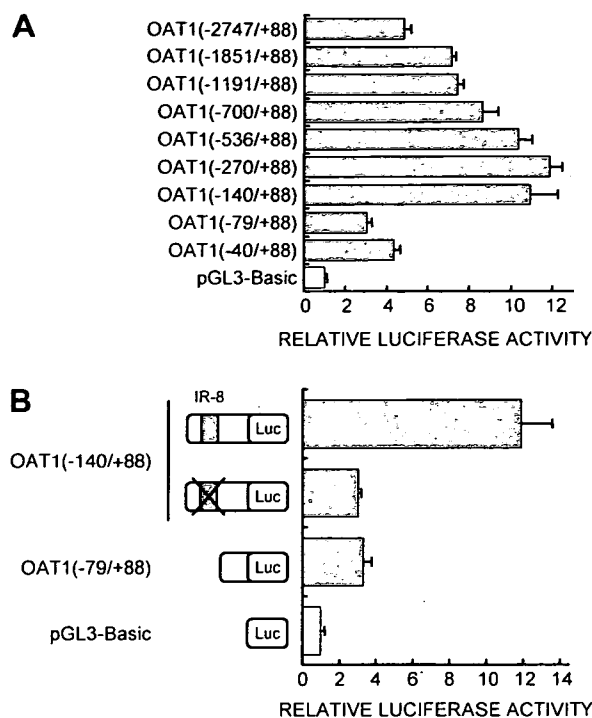 A
OAT1(-2747/+88)
OAT1(-1851/+88)
OAT1(-1191/+88)
OAT1(-700/+88)
OAT1(-536/+88)
OAT1(-270/+88)
OAT1(-140/+88)
OAT1(-79/+88)
OAT1(-40/+88)
pGL3-Basic
0 2 4 6 8 10 12
RELATIVE LUCIFERASE ACTIVITY
B
IR-8
Luc
OAT1(-140/+88)
Luc
OAT1(-79/+88)
Luc
pGL3-Basic
Luc
0 2 4 6 8 10 12 14
RELATIVE LUCIFERASE ACTIVITY